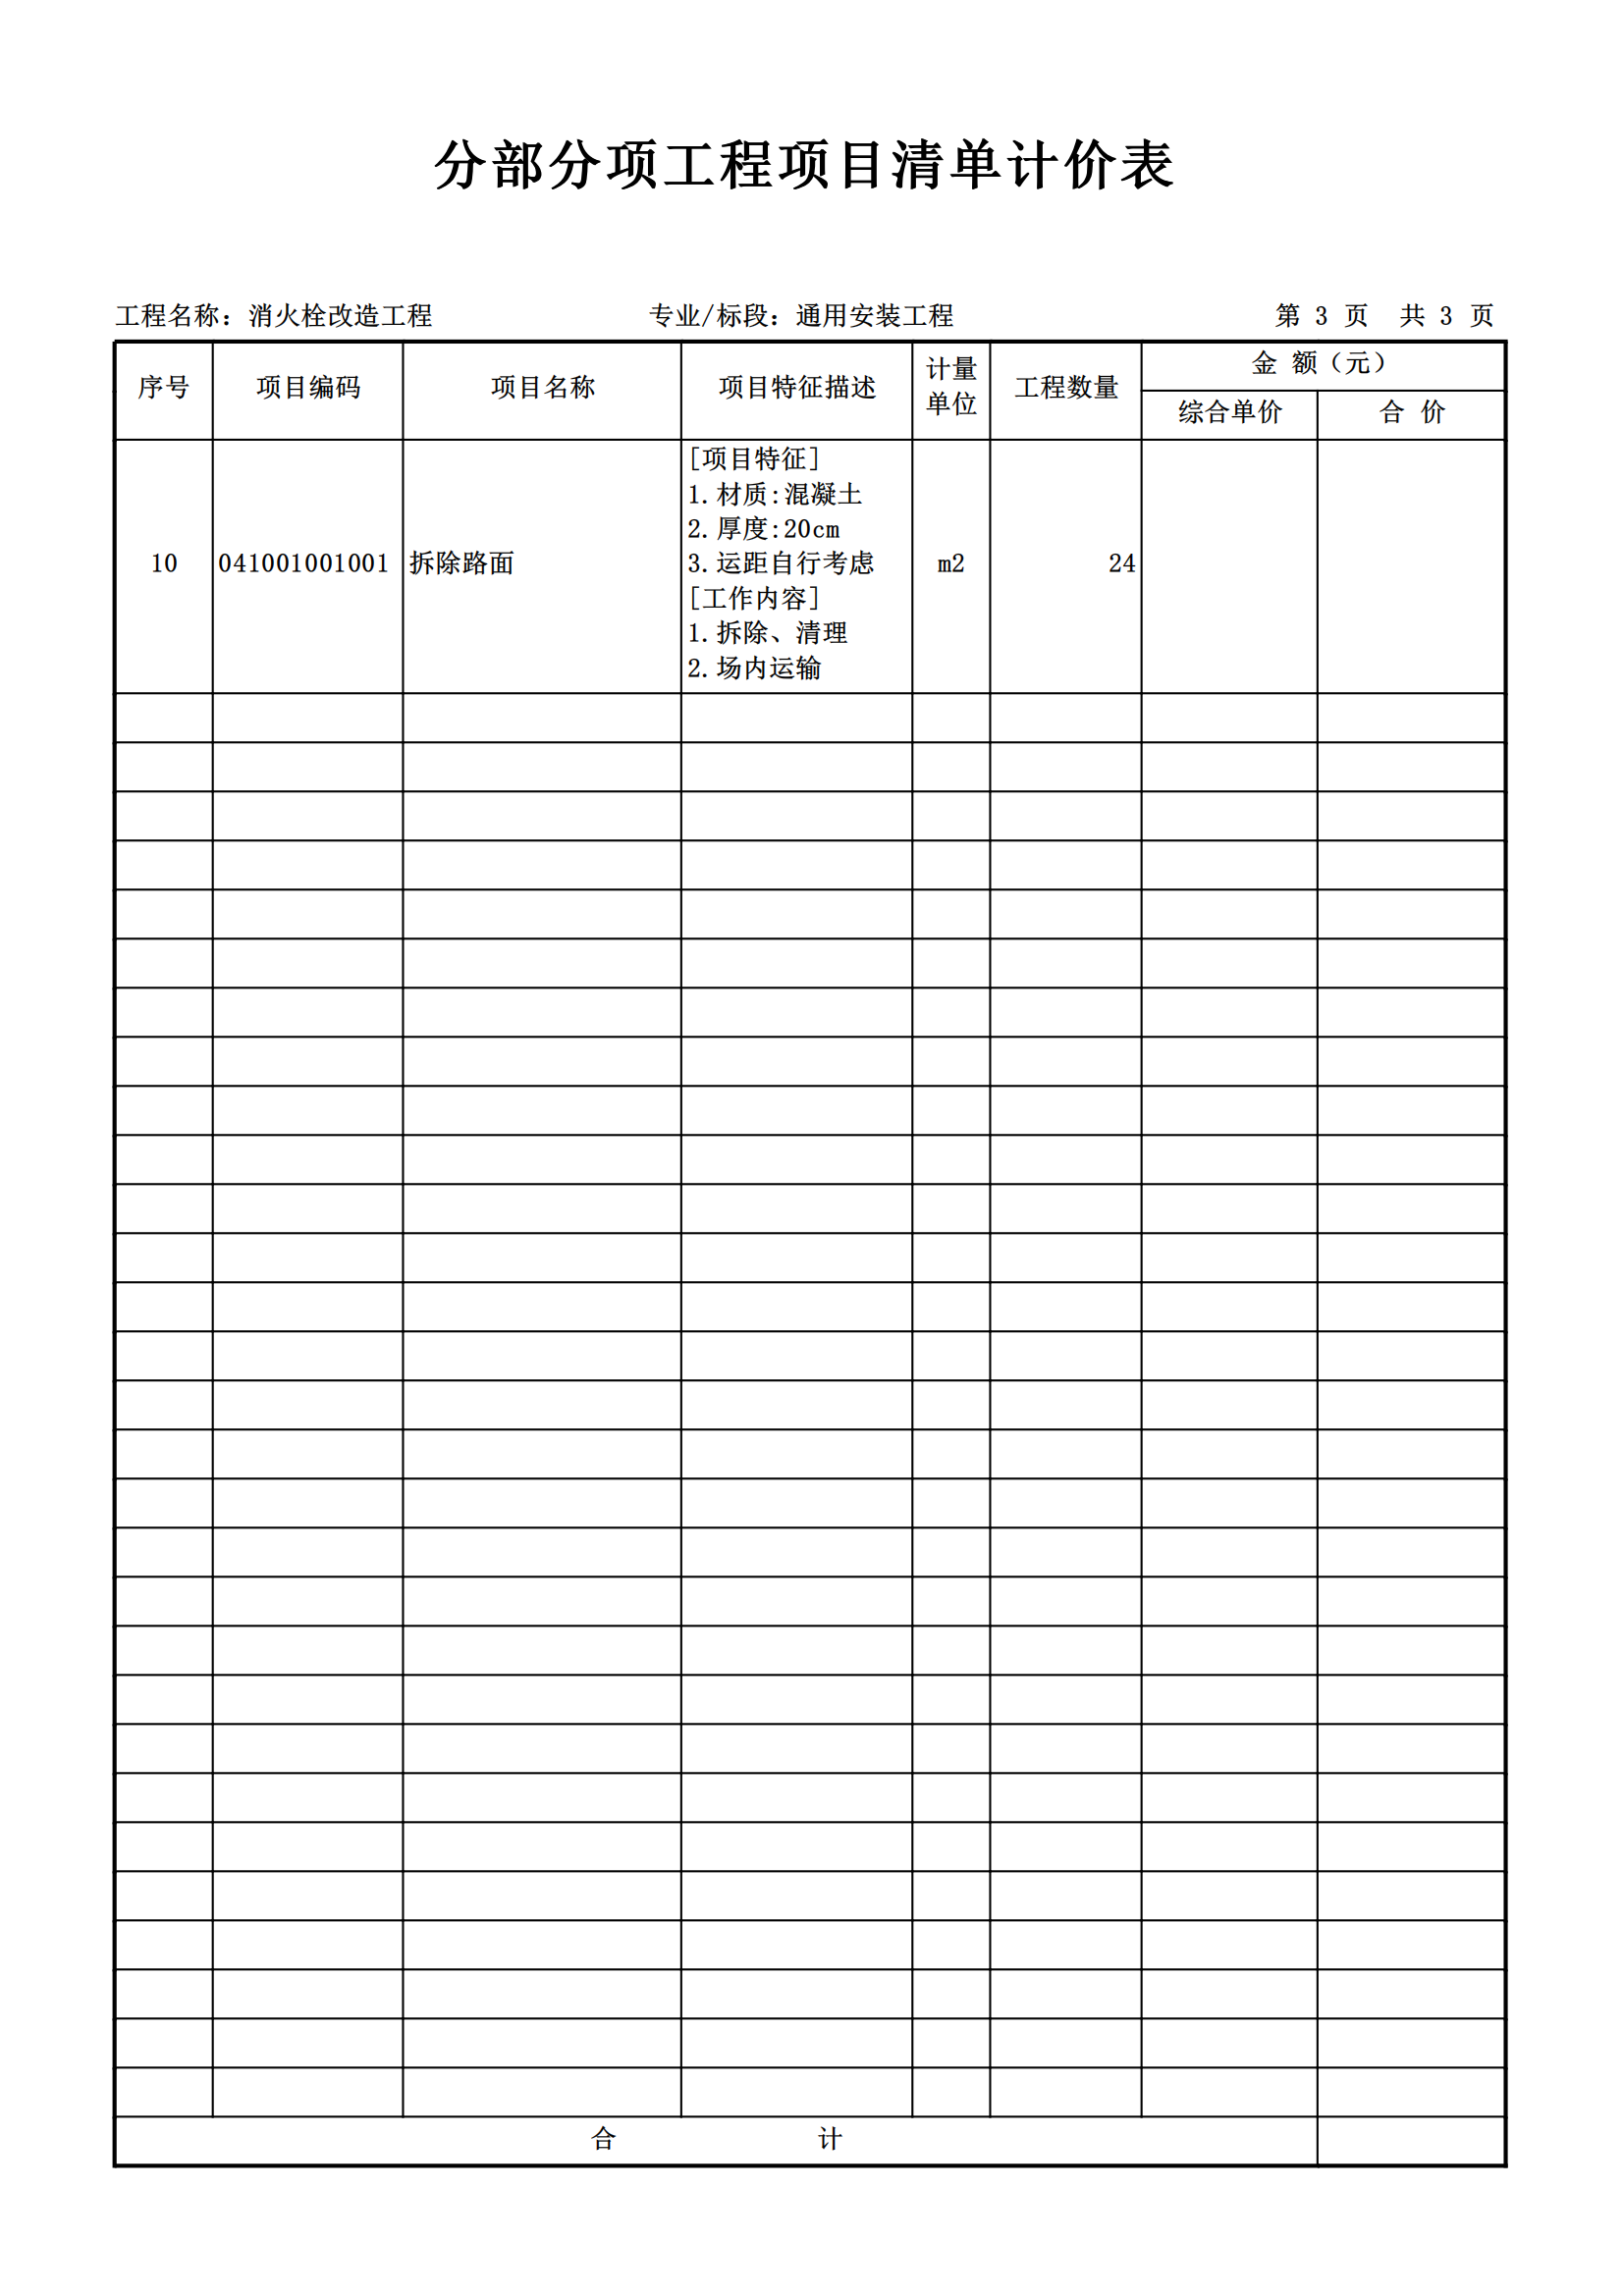 分部分项工程项目清单计价表
工程名称：消火栓改造工程 专业/标段：通用安装工程 第 3 页 共 3 页
序号 项目编码 项目名称 项目特征描述 计量单位 工程数量 金 额（元）
综合单价 合 价
[项目特征]
1.材质:混凝土
2.厚度:20cm
10 041001001001 拆除路面 3.运距自行考虑 m2 24
[工作内容]
1.拆除、清理
2.场内运输
合 计